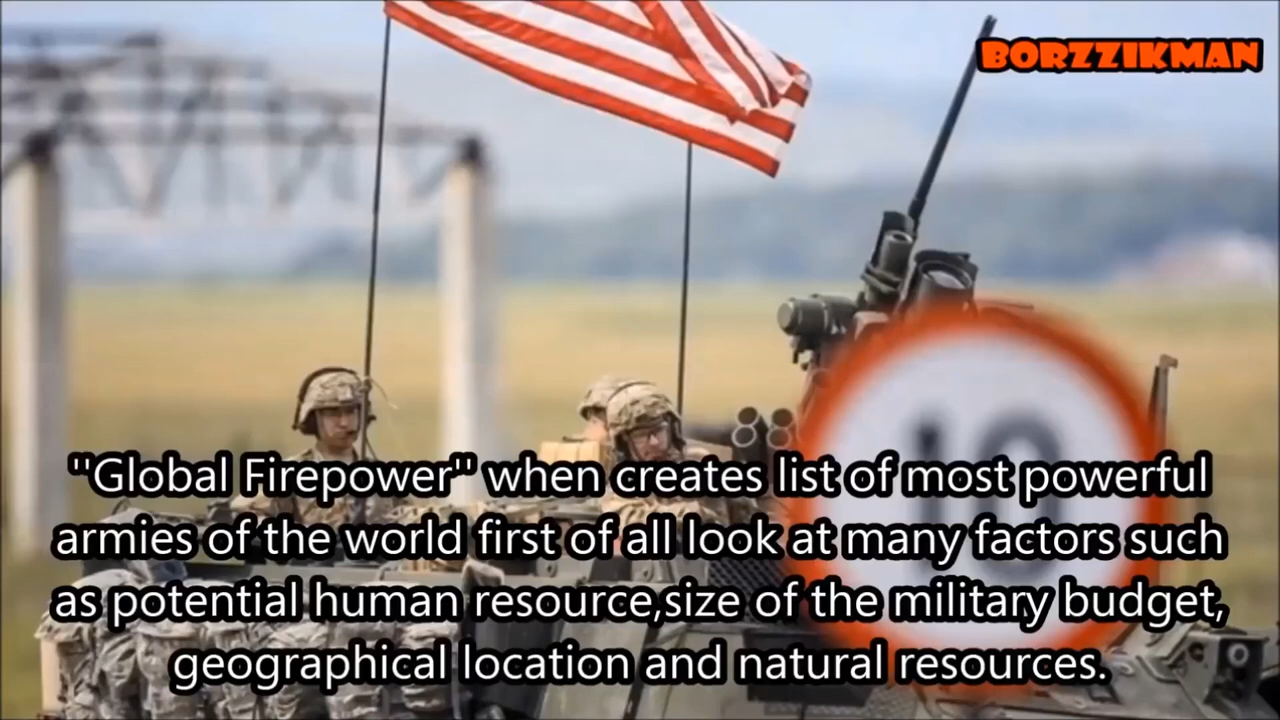 BORZZIKMAN
"Global Firepower" when creates list of most powerful
armies of the world first of all look at many factors such
as potential human resource,size of the military budget,
geographical location and natural resources.